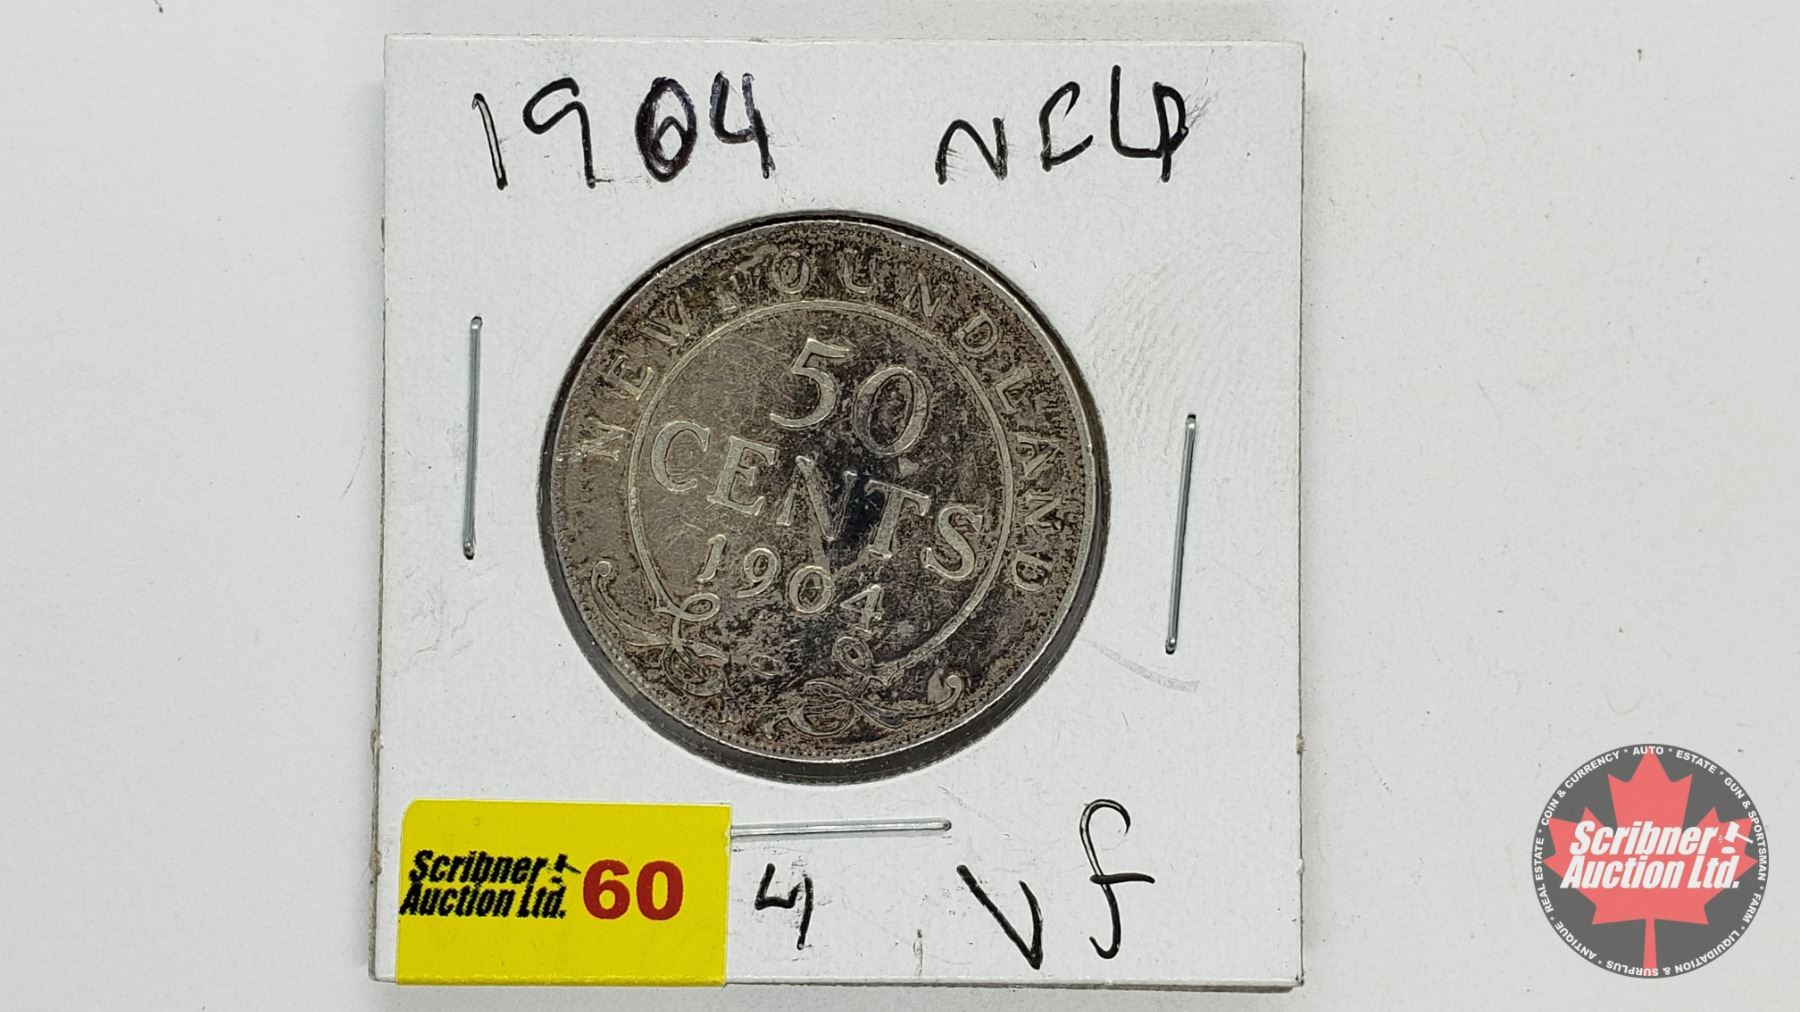 1904 NFLD
NEWFOUNDLAND
50
CENTS
1904
Scribner
Auction Ltd. 60
4 Vf
COIN & CURRENCY * AUTO * ESTATE * GUN & SPORTSMAN * FARM * LIQUIDATION & SURPLUS * ANTIQUE * REAL ESTATE *
Scribner
Auction Ltd.